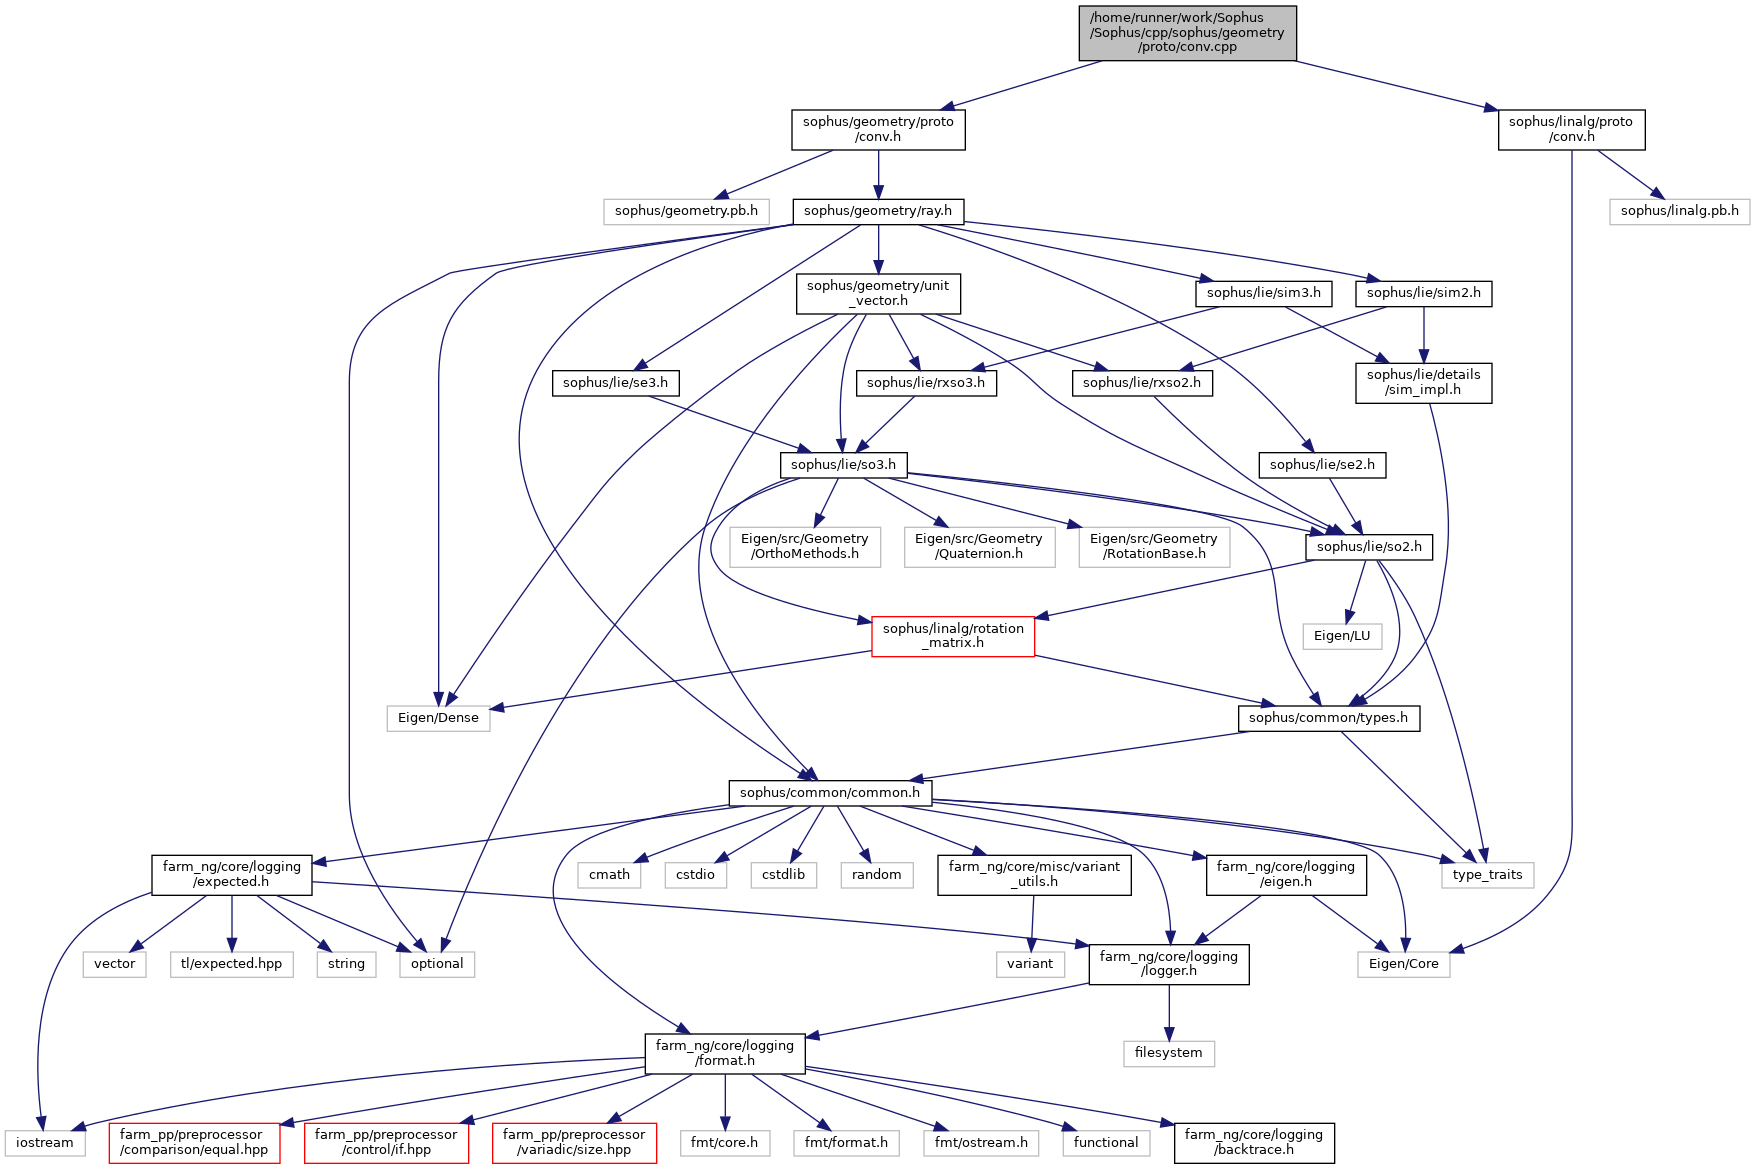 /home/runner/work/Sophus
/Sophus/cpp/sophus/geometry
/proto/conv.cpp
sophus/geometry/proto
/conv.h
sophus/linalg/proto
/conv.h
sophus/geometry.pb.h
sophus/geometry/ray.h
sophus/linalg.pb.h
sophus/geometry/unit
_vector.h
sophus/lie/sim3.h
sophus/lie/sim2.h
sophus/lie/se3.h
sophus/lie/rxso3.h
sophus/lie/rxso2.h
sophus/lie/details
/sim_impl.h
sophus/lie/so3.h
sophus/lie/se2.h
Eigen/src/Geometry
/OrthoMethods.h
Eigen/src/Geometry
/Quaternion.h
Eigen/src/Geometry
/RotationBase.h
sophus/lie/so2.h
sophus/linalg/rotation
_matrix.h
Eigen/LU
Eigen/Dense
sophus/common/types.h
sophus/common/common.h
farm_ng/core/logging
/expected.h
cmath
cstdio
cstdlib
random
farm_ng/core/misc/variant
_utils.h
farm_ng/core/logging
/eigen.h
type_traits
vector
tl/expected.hpp
string
optional
variant
farm_ng/core/logging
/logger.h
Eigen/Core
farm_ng/core/logging
/format.h
filesystem
iostream
farm_pp/preprocessor
/comparison/equal.hpp
farm_pp/preprocessor
/control/if.hpp
farm_pp/preprocessor
/variadic/size.hpp
fmt/core.h
fmt/format.h
fmt/ostream.h
functional
farm_ng/core/logging
/backtrace.h